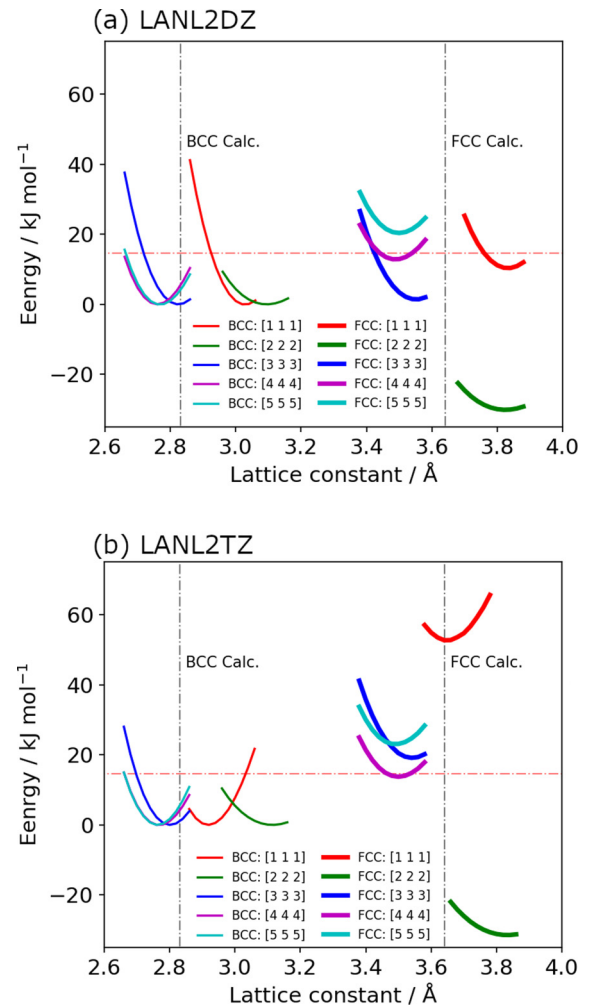 (a) LANL2DZ
Eenrgy / kJ mol⁻¹
60
40
20
0
−20
BCC Calc.
FCC Calc.
BCC: [1 1 1] FCC: [1 1 1]
BCC: [2 2 2] FCC: [2 2 2]
BCC: [3 3 3] FCC: [3 3 3]
BCC: [4 4 4] FCC: [4 4 4]
BCC: [5 5 5] FCC: [5 5 5]
2.6 2.8 3.0 3.2 3.4 3.6 3.8 4.0
Lattice constant / Å
(b) LANL2TZ
Eenrgy / kJ mol⁻¹
60
40
20
0
−20
BCC Calc.
FCC Calc.
BCC: [1 1 1] FCC: [1 1 1]
BCC: [2 2 2] FCC: [2 2 2]
BCC: [3 3 3] FCC: [3 3 3]
BCC: [4 4 4] FCC: [4 4 4]
BCC: [5 5 5] FCC: [5 5 5]
2.6 2.8 3.0 3.2 3.4 3.6 3.8 4.0
Lattice constant / Å